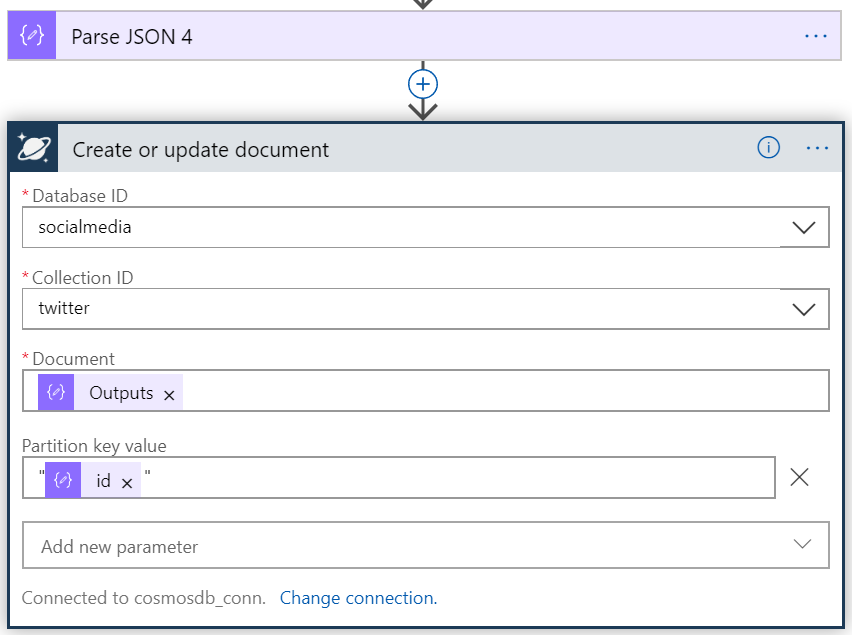 Parse JSON 4
Create or update document
* Database ID
socialmedia
* Collection ID
twitter
* Document
Outputs
Partition key value
" id "
Add new parameter
Connected to cosmosdb_conn. Change connection.